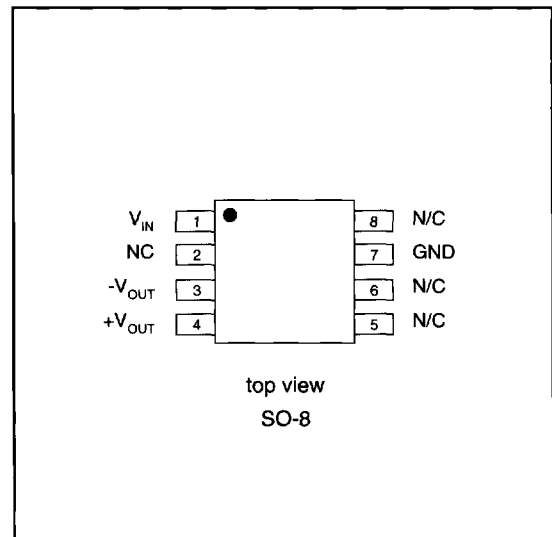 V_IN 1 8 N/C
NC 2 7 GND
-V_OUT 3 6 N/C
+V_OUT 4 5 N/C
top view
SO-8